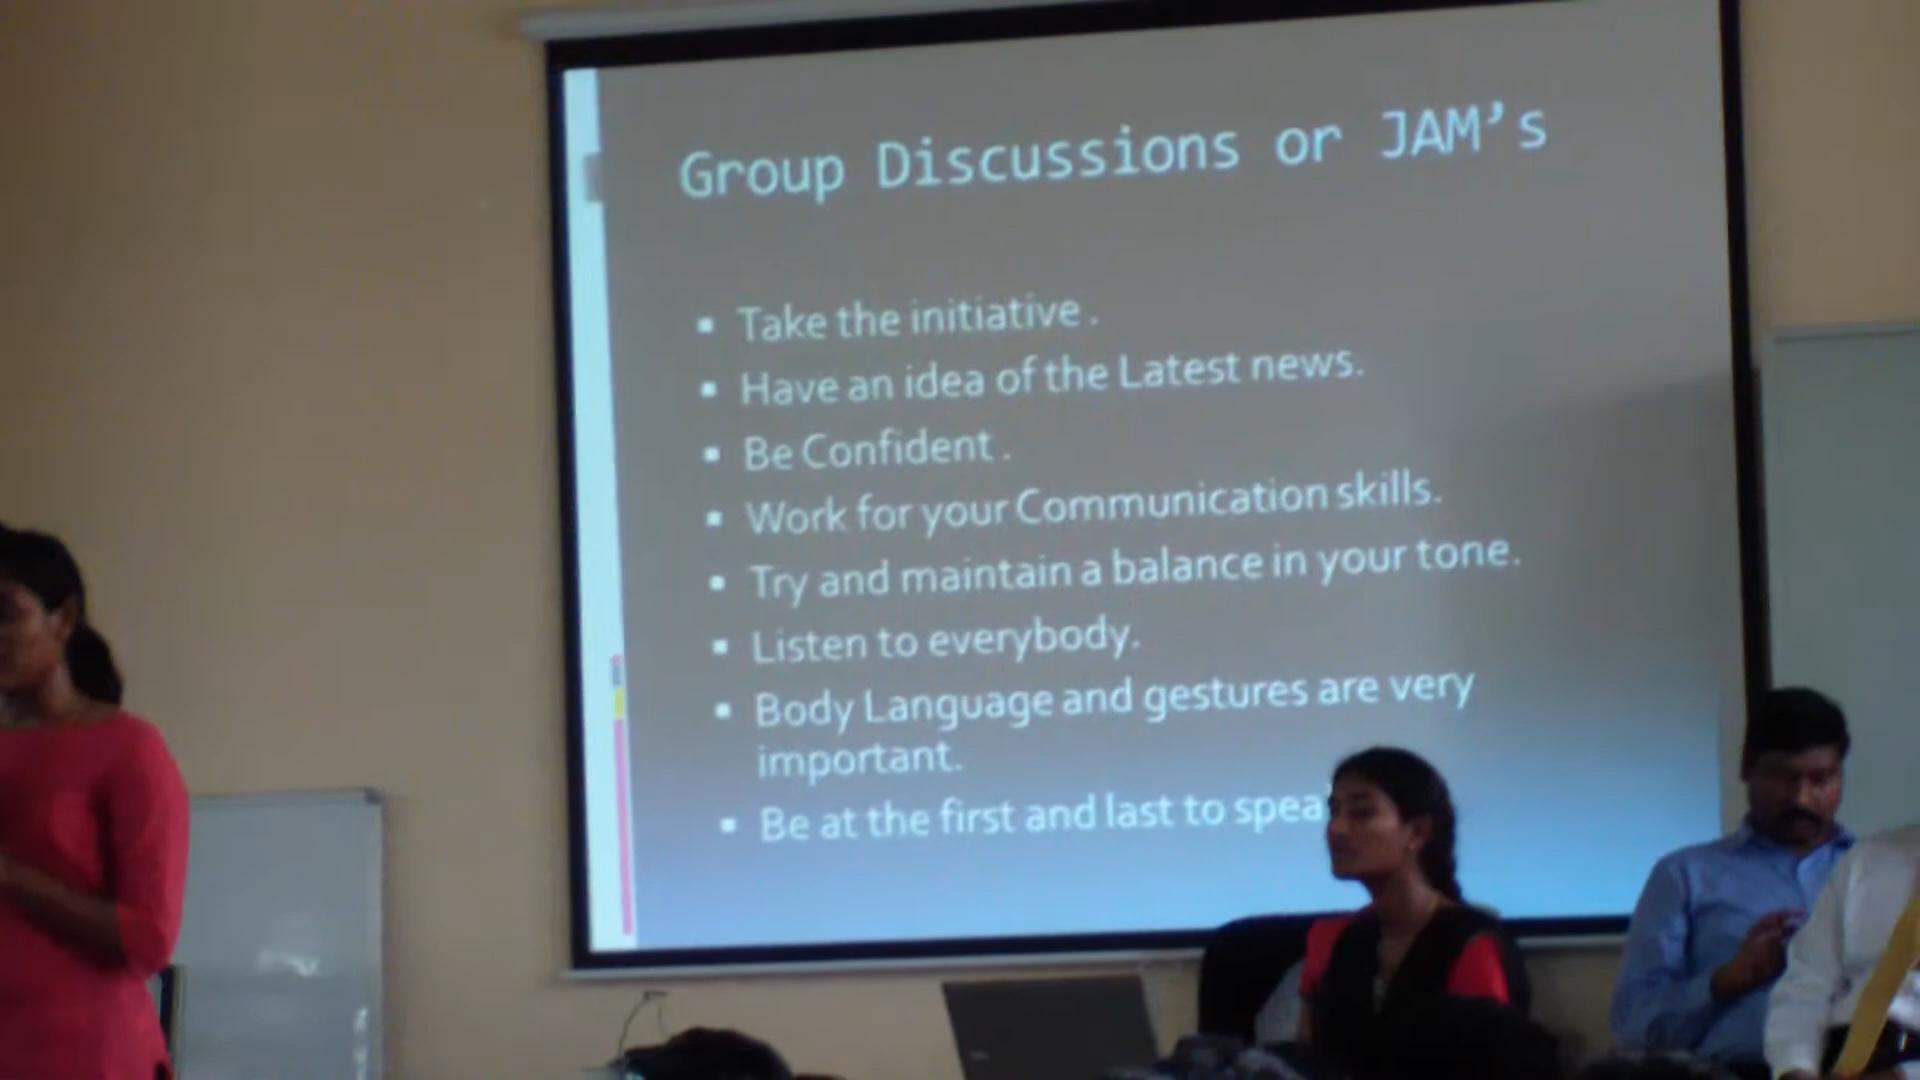 Group Discussions or JAM's
▪ Take the initiative .
▪ Have an idea of the Latest news.
▪ Be Confident .
▪ Work for your Communication skills.
▪ Try and maintain a balance in your tone.
▪ Listen to everybody.
▪ Body Language and gestures are very
important.
▪ Be at the first and last to